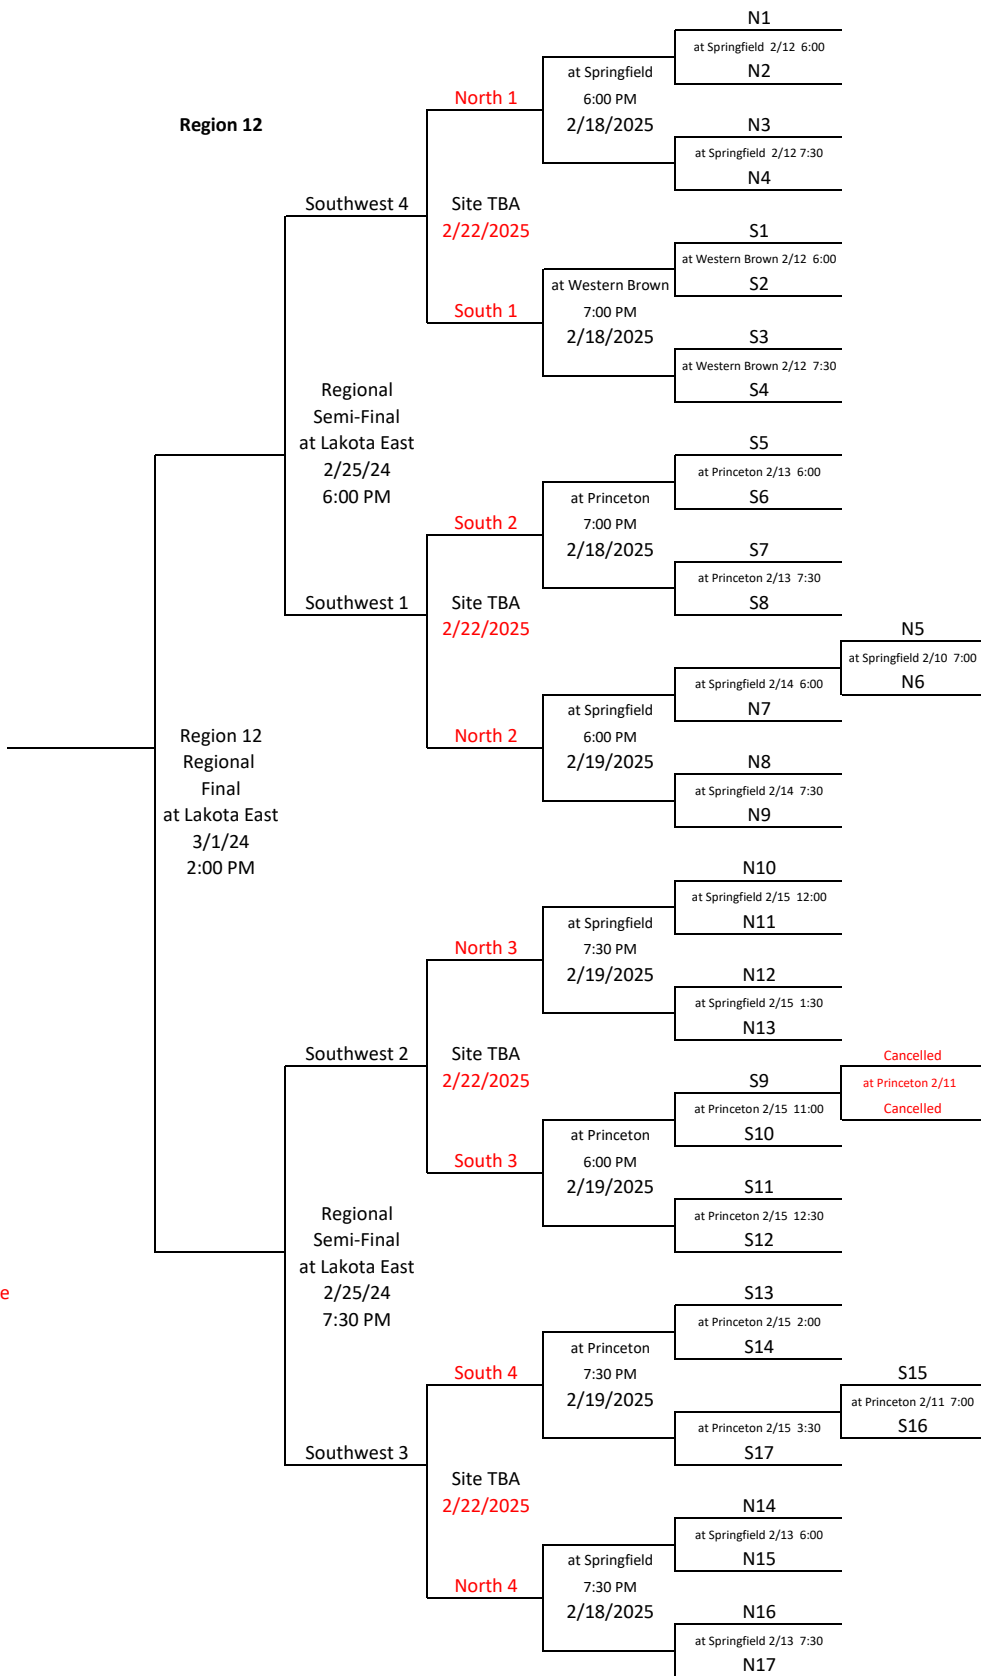 N1
at Springfield  2/12  6:00
at Springfield
N2
6:00 PM
North 1
2/18/2025
Region 12
N3
at Springfield  2/12 7:30
N4
Southwest 4
Site TBA
2/22/2025
S1
at Western Brown 2/12  6:00
at Western Brown
S2
7:00 PM
South 1
2/18/2025
S3
at Western Brown 2/12  7:30
S4
Regional
Semi-Final
at Lakota East
2/25/24
6:00 PM
S5
at Princeton 2/13  6:00
at Princeton
S6
7:00 PM
South 2
2/18/2025
S7
at Princeton 2/13  7:30
S8
Southwest 1
Site TBA
2/22/2025
N5
at Springfield 2/10  7:00
N6
at Springfield 2/14  6:00
at Springfield
N7
6:00 PM
North 2
2/19/2025
N8
at Springfield 2/14  7:30
N9
Region 12
Regional
Final
at Lakota East
3/1/24
2:00 PM
N10
at Springfield 2/15  12:00
at Springfield
N11
7:30 PM
North 3
2/19/2025
N12
at Springfield 2/15  1:30
N13
Southwest 2
Site TBA
2/22/2025
Cancelled
at Princeton 2/11
Cancelled
S9
at Princeton 2/15  11:00
at Princeton
S10
6:00 PM
South 3
2/19/2025
S11
at Princeton 2/15  12:30
S12
Regional
Semi-Final
at Lakota East
2/25/24
7:30 PM
e
S13
at Princeton 2/15  2:00
at Princeton
S14
7:30 PM
South 4
2/19/2025
S15
at Princeton 2/11  7:00
S16
at Princeton 2/15  3:30
S17
Southwest 3
Site TBA
2/22/2025
N14
at Springfield 2/13  6:00
at Springfield
N15
7:30 PM
North 4
2/18/2025
N16
at Springfield 2/13  7:30
N17